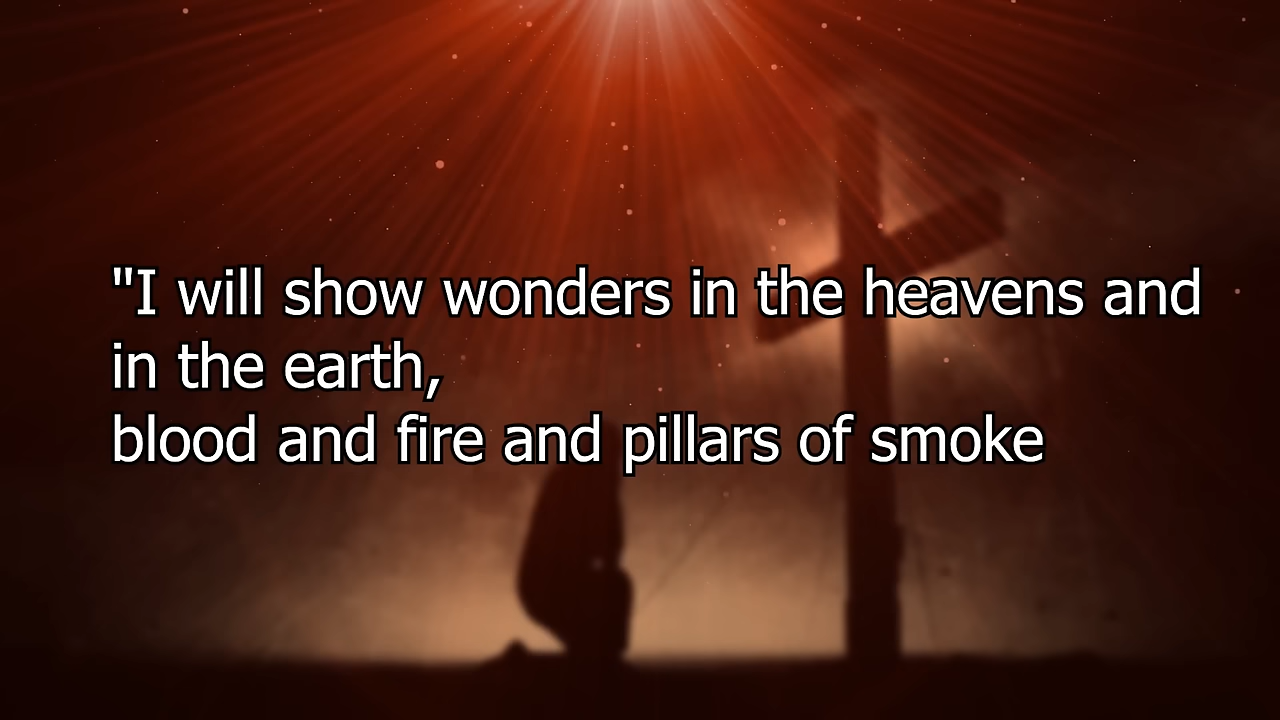 "I will show wonders in the heavens and
in the earth,
blood and fire and pillars of smoke